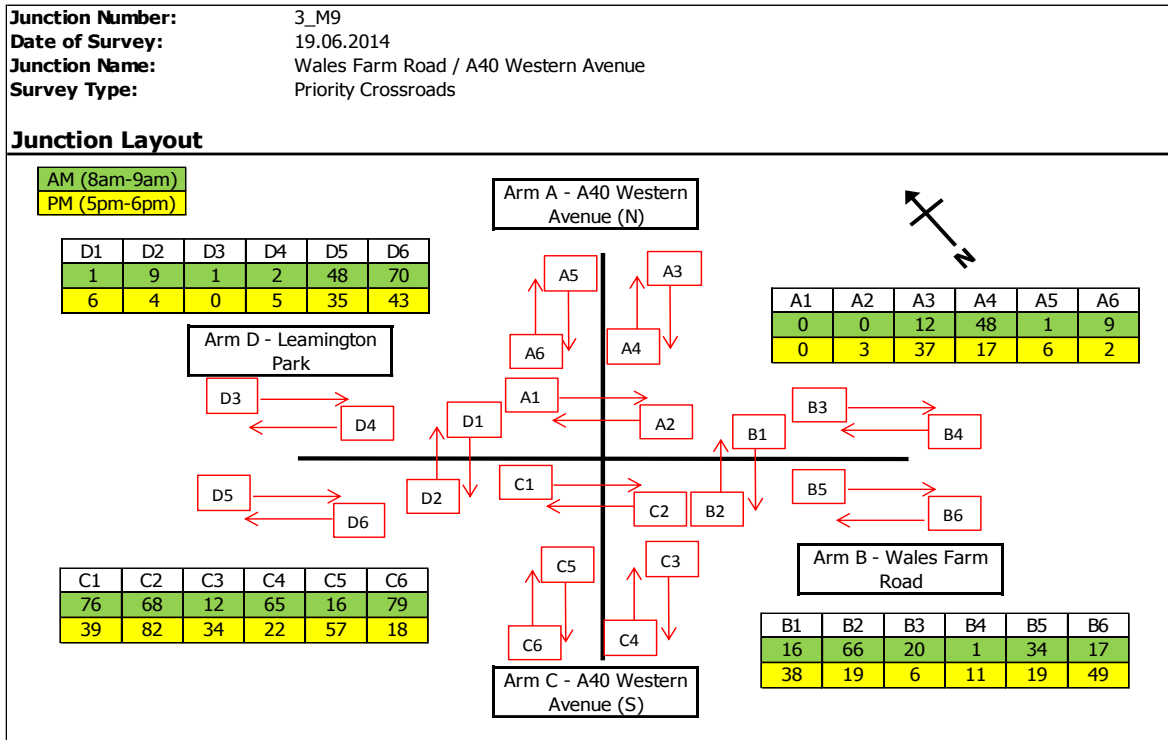 Junction Number: 3_M9
Date of Survey: 19.06.2014
Junction Name: Wales Farm Road / A40 Western Avenue
Survey Type: Priority Crossroads
Junction Layout
AM (8am-9am)
PM (5pm-6pm)
Arm A - A40 Western
Avenue (N)
N
D1 D2 D3 D4 D5 D6
1 9 1 2 48 70
6 4 0 5 35 43
A1 A2 A3 A4 A5 A6
0 0 12 48 1 9
0 3 37 17 6 2
Arm D - Leamington
Park
A5 A3
A6 A4
D3 D4
D1 D2
A1 A2
B1 B2
B3 B4
D5 D6
C1 C2
B5 B6
Arm B - Wales Farm
Road
C5 C3
C6 C4
C1 C2 C3 C4 C5 C6
76 68 12 65 16 79
39 82 34 22 57 18
B1 B2 B3 B4 B5 B6
16 66 20 1 34 17
38 19 6 11 19 49
Arm C - A40 Western
Avenue (S)